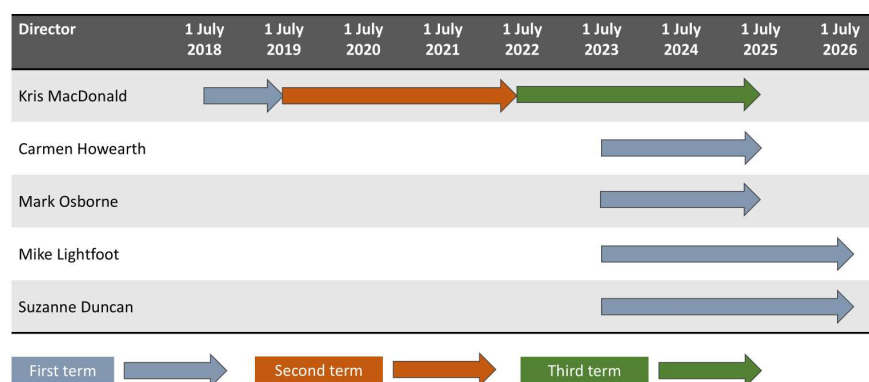 Director 1 July 1 July 1 July 1 July 1 July 1 July 1 July 1 July 1 July
2018 2019 2020 2021 2022 2023 2024 2025 2026
Kris MacDonald
Carmen Howearth
Mark Osborne
Mike Lightfoot
Suzanne Duncan
First term Second term Third term